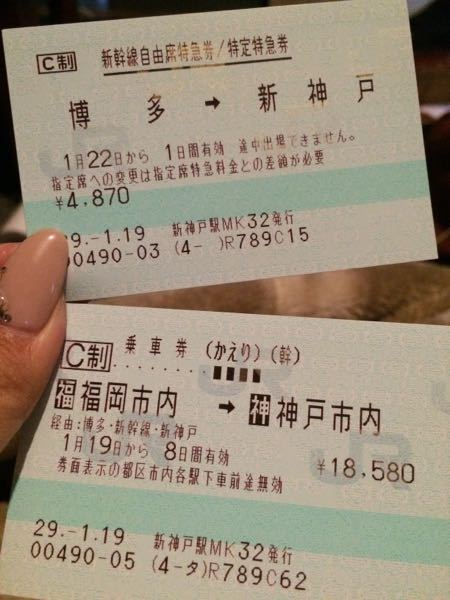 C制 新幹線自由席特急券/特定特急券
博多 → 新神戸
1月22日から 1日間有効 途中出場できません。
指定席への変更は指定席特急料金との差額が必要
¥4,870
29.-1.19 新神戸駅MK32発行
00490-03 (4- )R789C15
C制 乗車券 (かえり)(幹)
福 福岡市内 → 神 神戸市内
経由:博多・新幹線・新神戸
1月19日から 8日間有効 ¥18,580
券面表示の都区市内各駅下車前途無効
29.-1.19 新神戸駅MK32発行
00490-05 (4-タ)R789C62